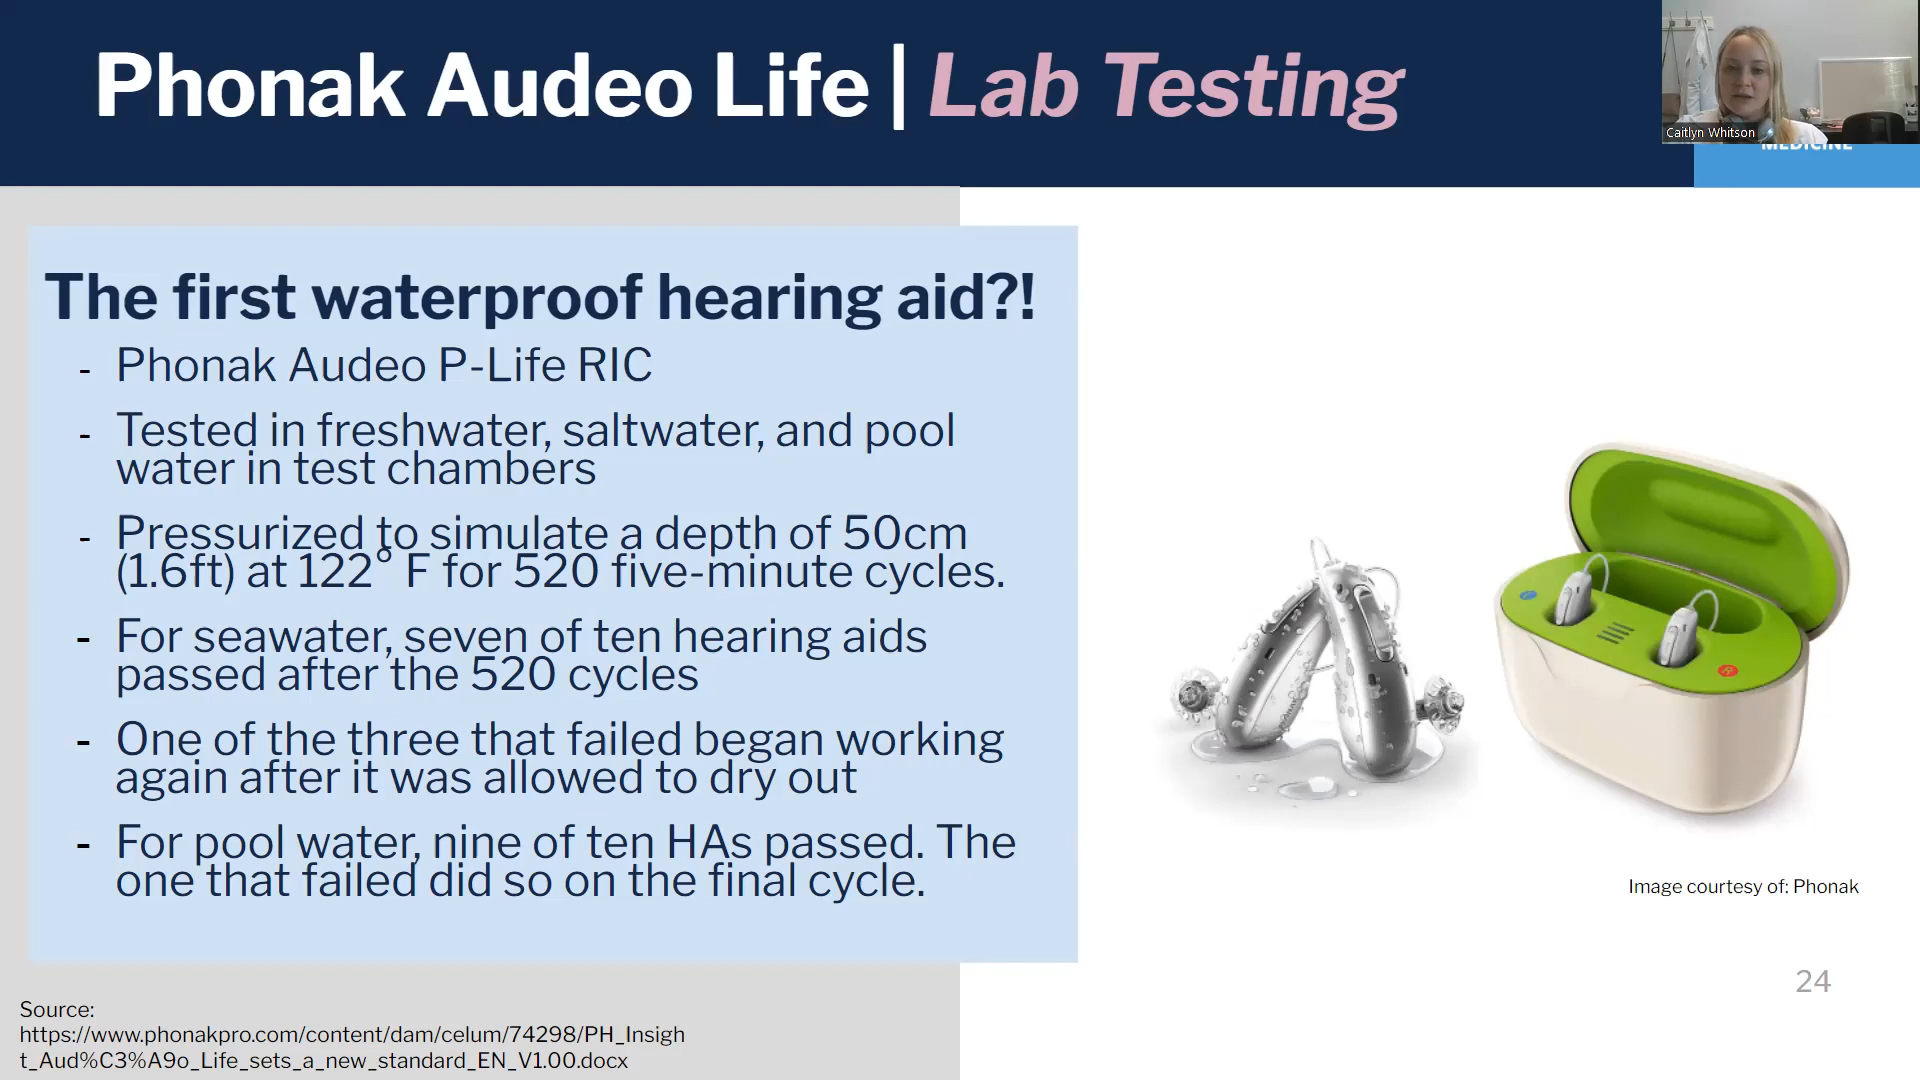 Phonak Audeo Life | Lab Testing
Caitlyn Whitson
MEDICINE
The first waterproof hearing aid?!
- Phonak Audeo P-Life RIC
- Tested in freshwater, saltwater, and pool
water in test chambers
- Pressurized to simulate a depth of 50cm
(1.6ft) at 122° F for 520 five-minute cycles.
- For seawater, seven of ten hearing aids
passed after the 520 cycles
- One of the three that failed began working
again after it was allowed to dry out
- For pool water, nine of ten HAs passed. The
one that failed did so on the final cycle.
Image courtesy of: Phonak
24
Source:
https://www.phonakpro.com/content/dam/celum/74298/PH_Insigh
t_Aud%C3%A9o_Life_sets_a_new_standard_EN_V1.00.docx